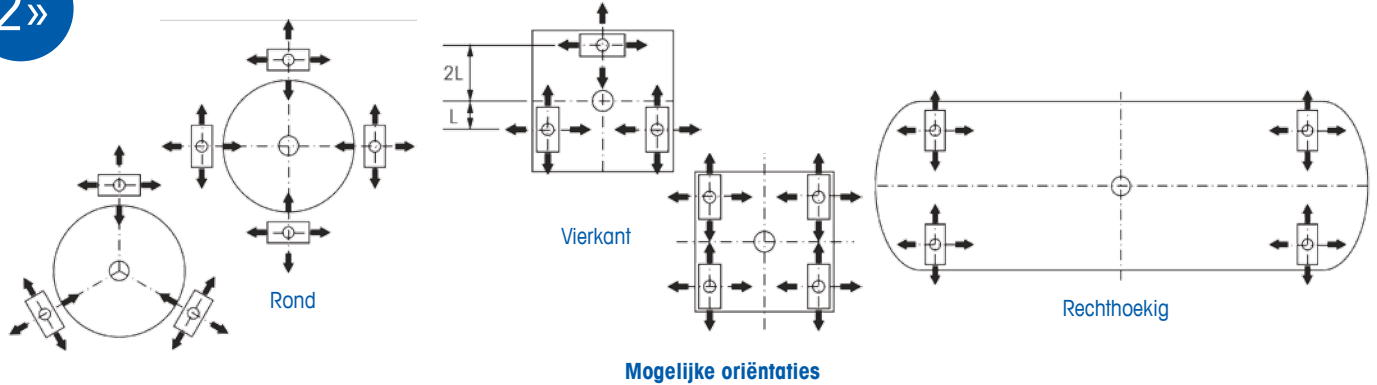 2»
2L
L
Rond
Vierkant
Rechthoekig
Mogelijke oriëntaties